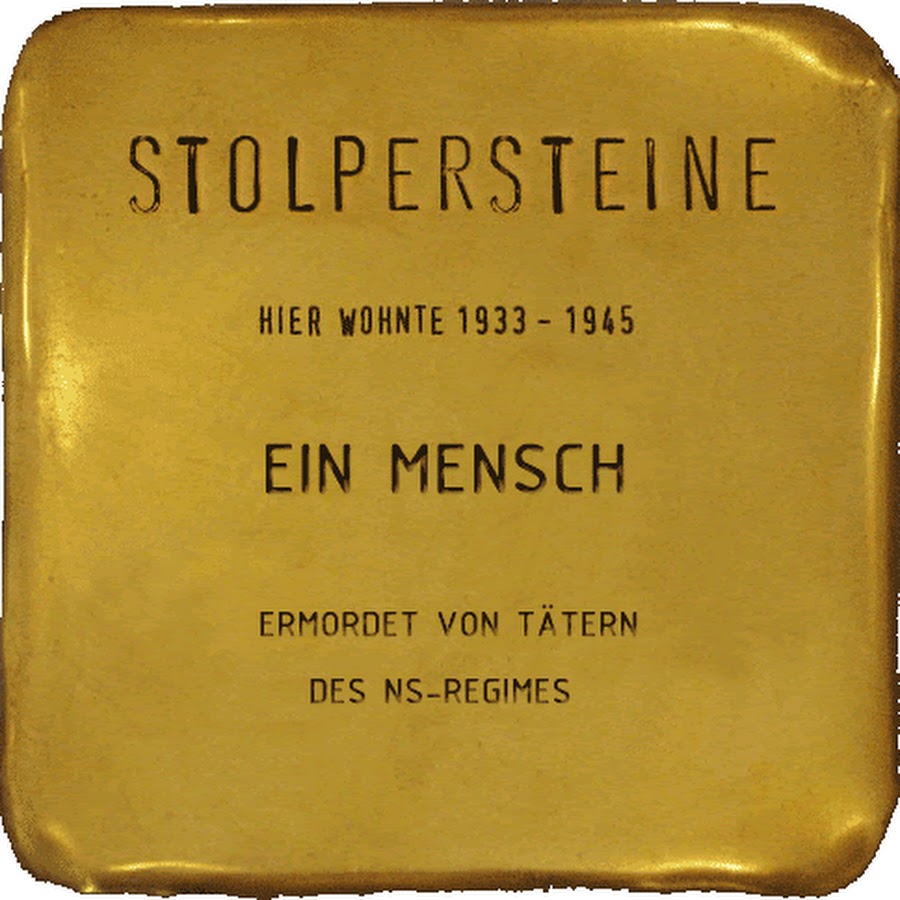 STOLPERSTEINE
HIER WOHNTE 1933 - 1945
EIN MENSCH
ERMORDET VON TÄTERN
DES NS-REGIMES